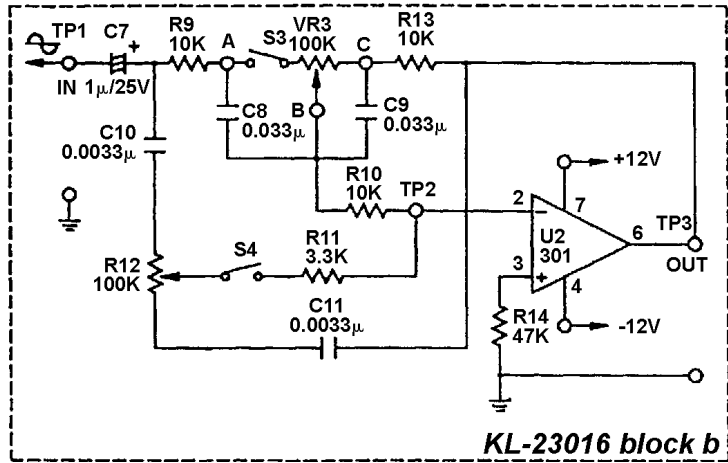 TP1
C7
+
IN
1μ/25V
R9
10K
A
S3
VR3
100K
C
R13
10K
C8
0.033μ
B
C9
0.033μ
C10
0.0033μ
R10
10K
TP2
+12V
2
−
7
U2
301
6
TP3
OUT
3
+
4
-12V
R12
100K
S4
R11
3.3K
C11
0.0033μ
R14
47K
KL-23016 block b